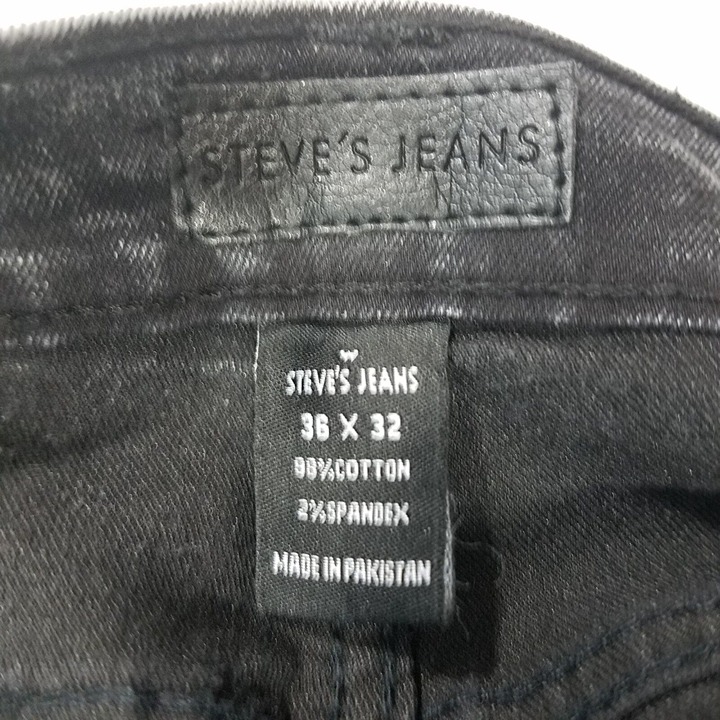 STEVE'S JEANS
STEVE'S JEANS
36 X 32
98%COTTON
2%SPANDEX
MADE IN PAKISTAN